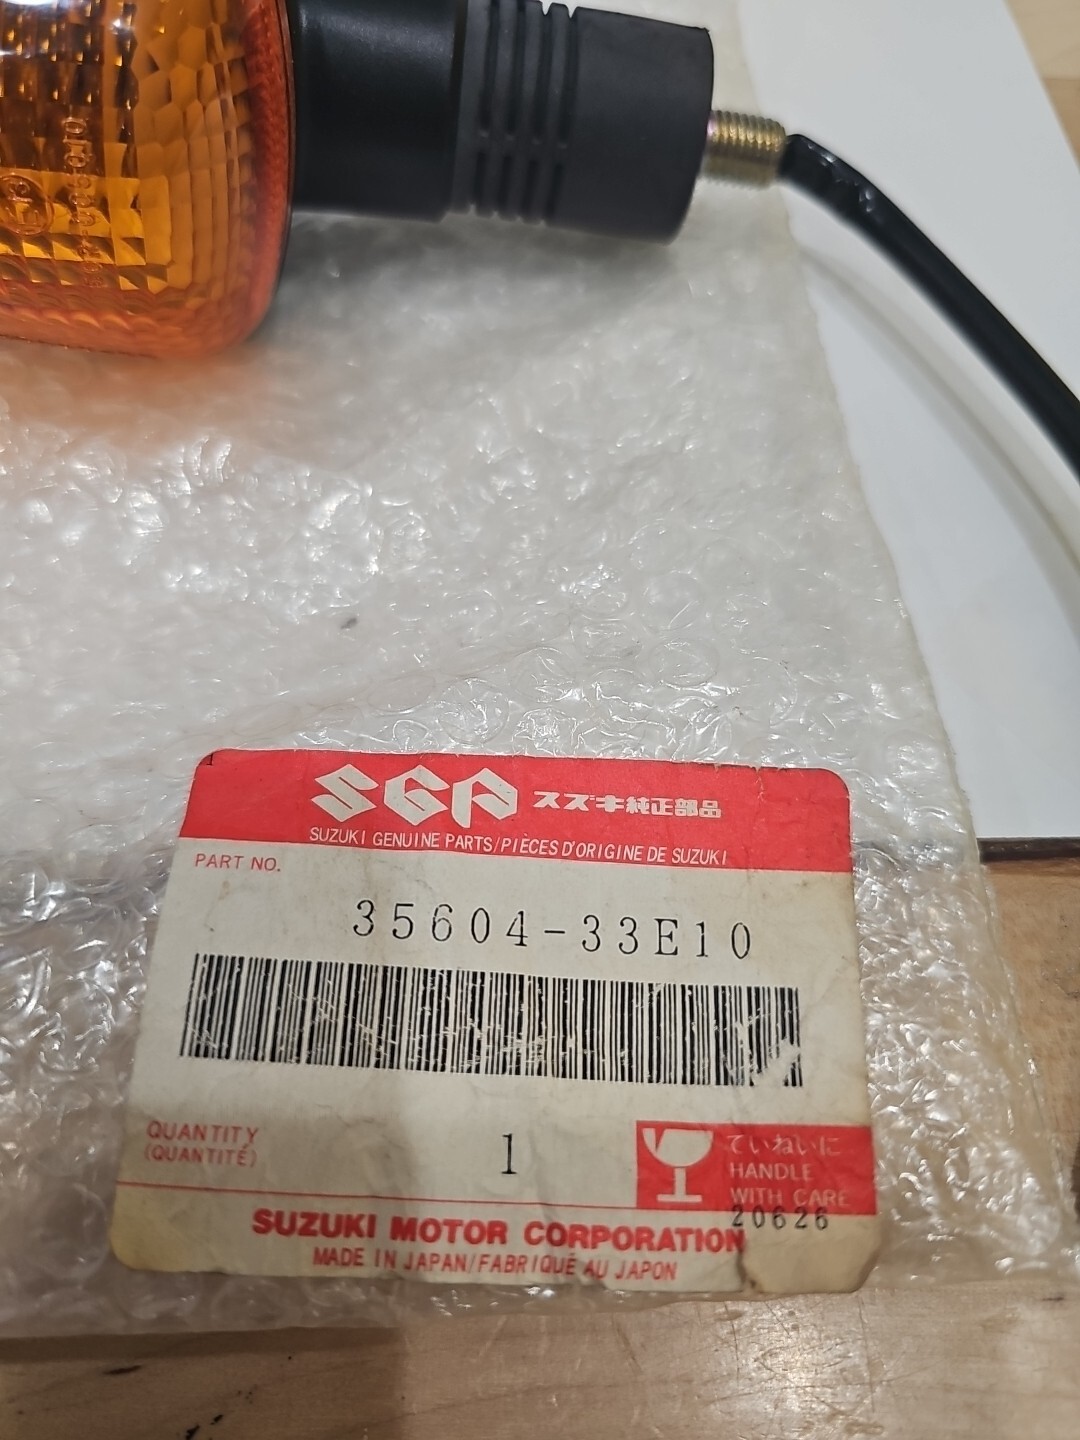 SGP スズキ純正部品
SUZUKI GENUINE PARTS/PIÈCES D'ORIGINE DE SUZUKI
PART NO.
35604-33E10
QUANTITY
(QUANTITÉ)
1
ていねいに
HANDLE
WITH CARE
20626
SUZUKI MOTOR CORPORATION
MADE IN JAPAN/FABRIQUÉ AU JAPON